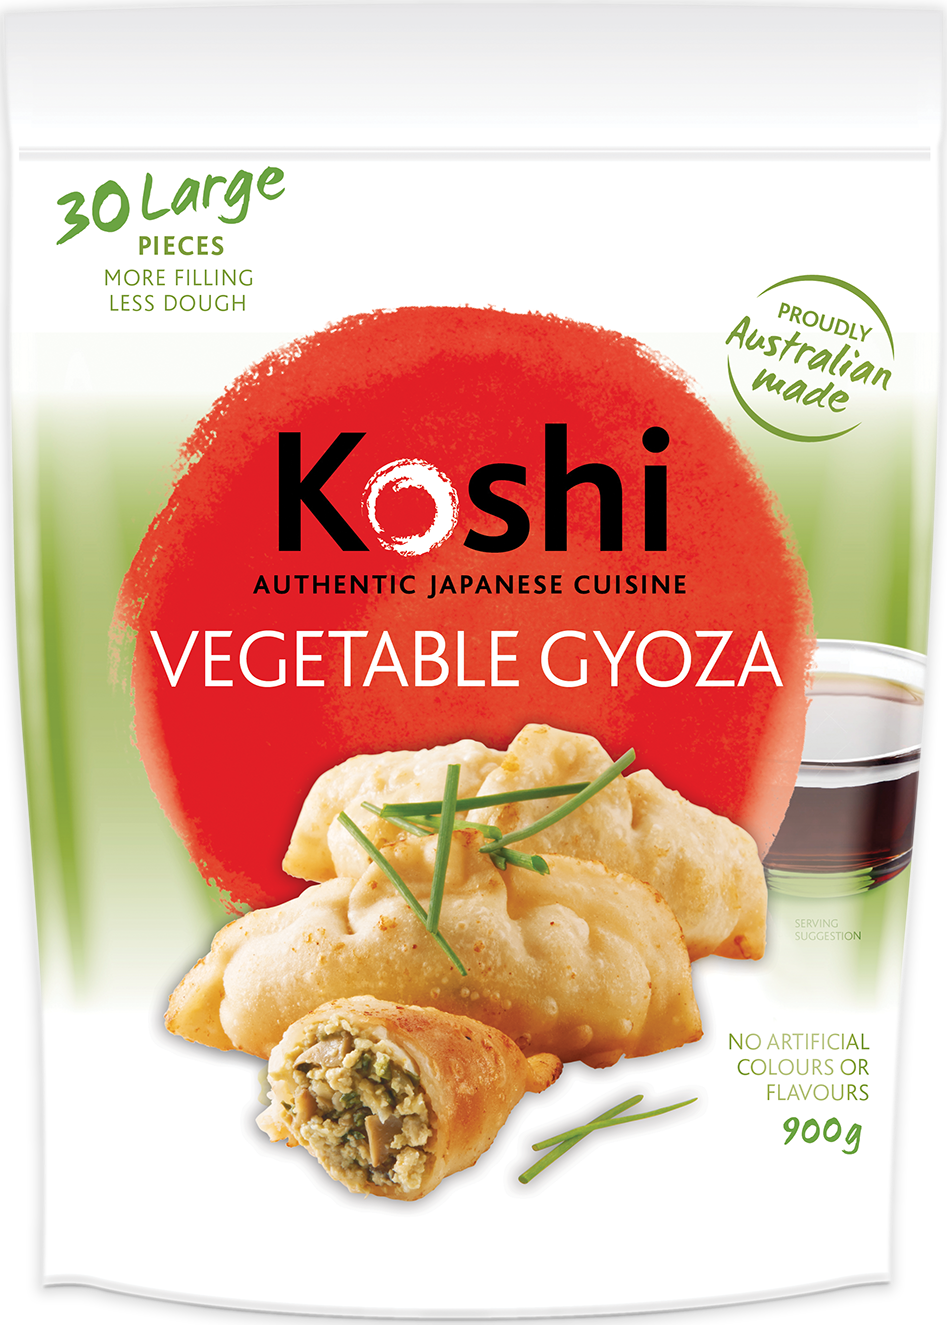 30 Large
PIECES
MORE FILLING
LESS DOUGH
PROUDLY
Australian
made
Koshi
AUTHENTIC JAPANESE CUISINE
VEGETABLE GYOZA
SERVING
SUGGESTION
NO ARTIFICIAL
COLOURS OR
FLAVOURS
900g